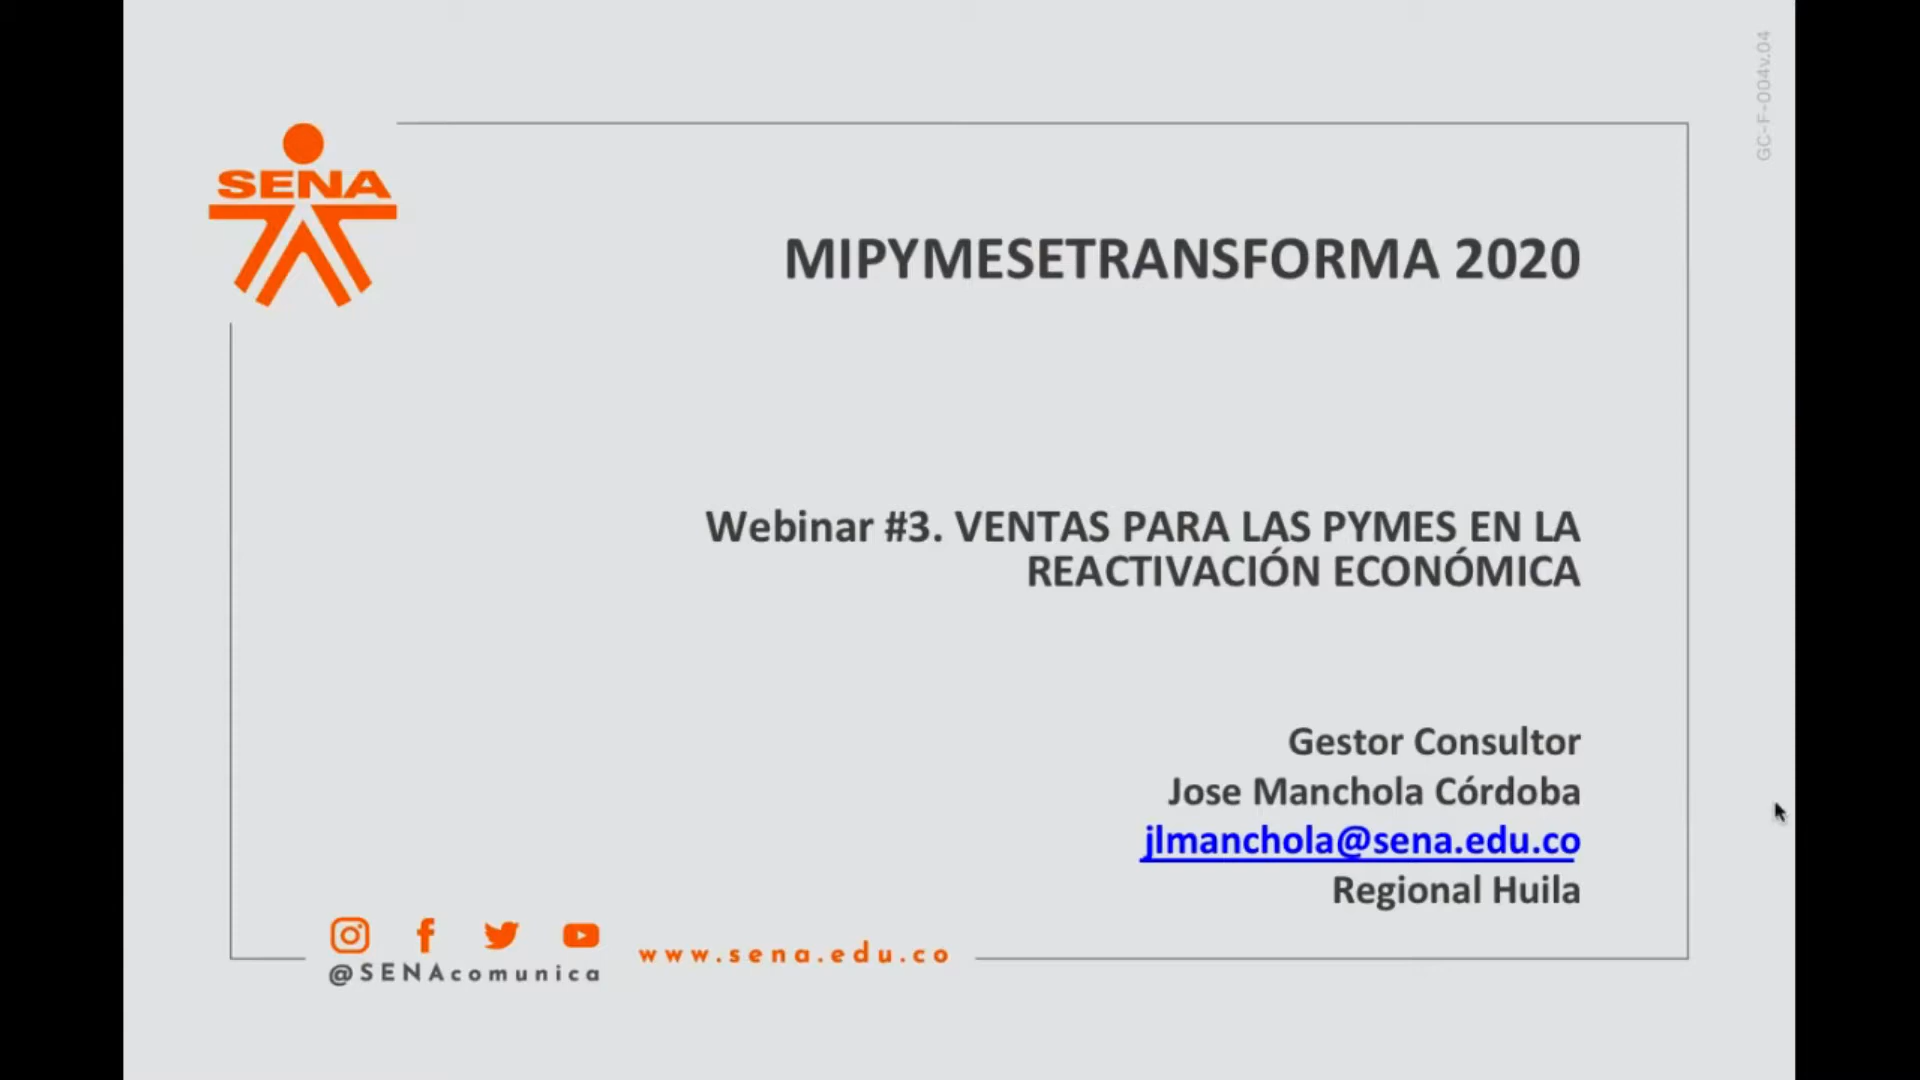 GC-F-004v.04
SENA
MIPYMESETRANSFORMA 2020
Webinar #3. VENTAS PARA LAS PYMES EN LA
REACTIVACIÓN ECONÓMICA
Gestor Consultor
Jose Manchola Córdoba
jlmanchola@sena.edu.co
Regional Huila
@SENAcomunica
www.sena.edu.co